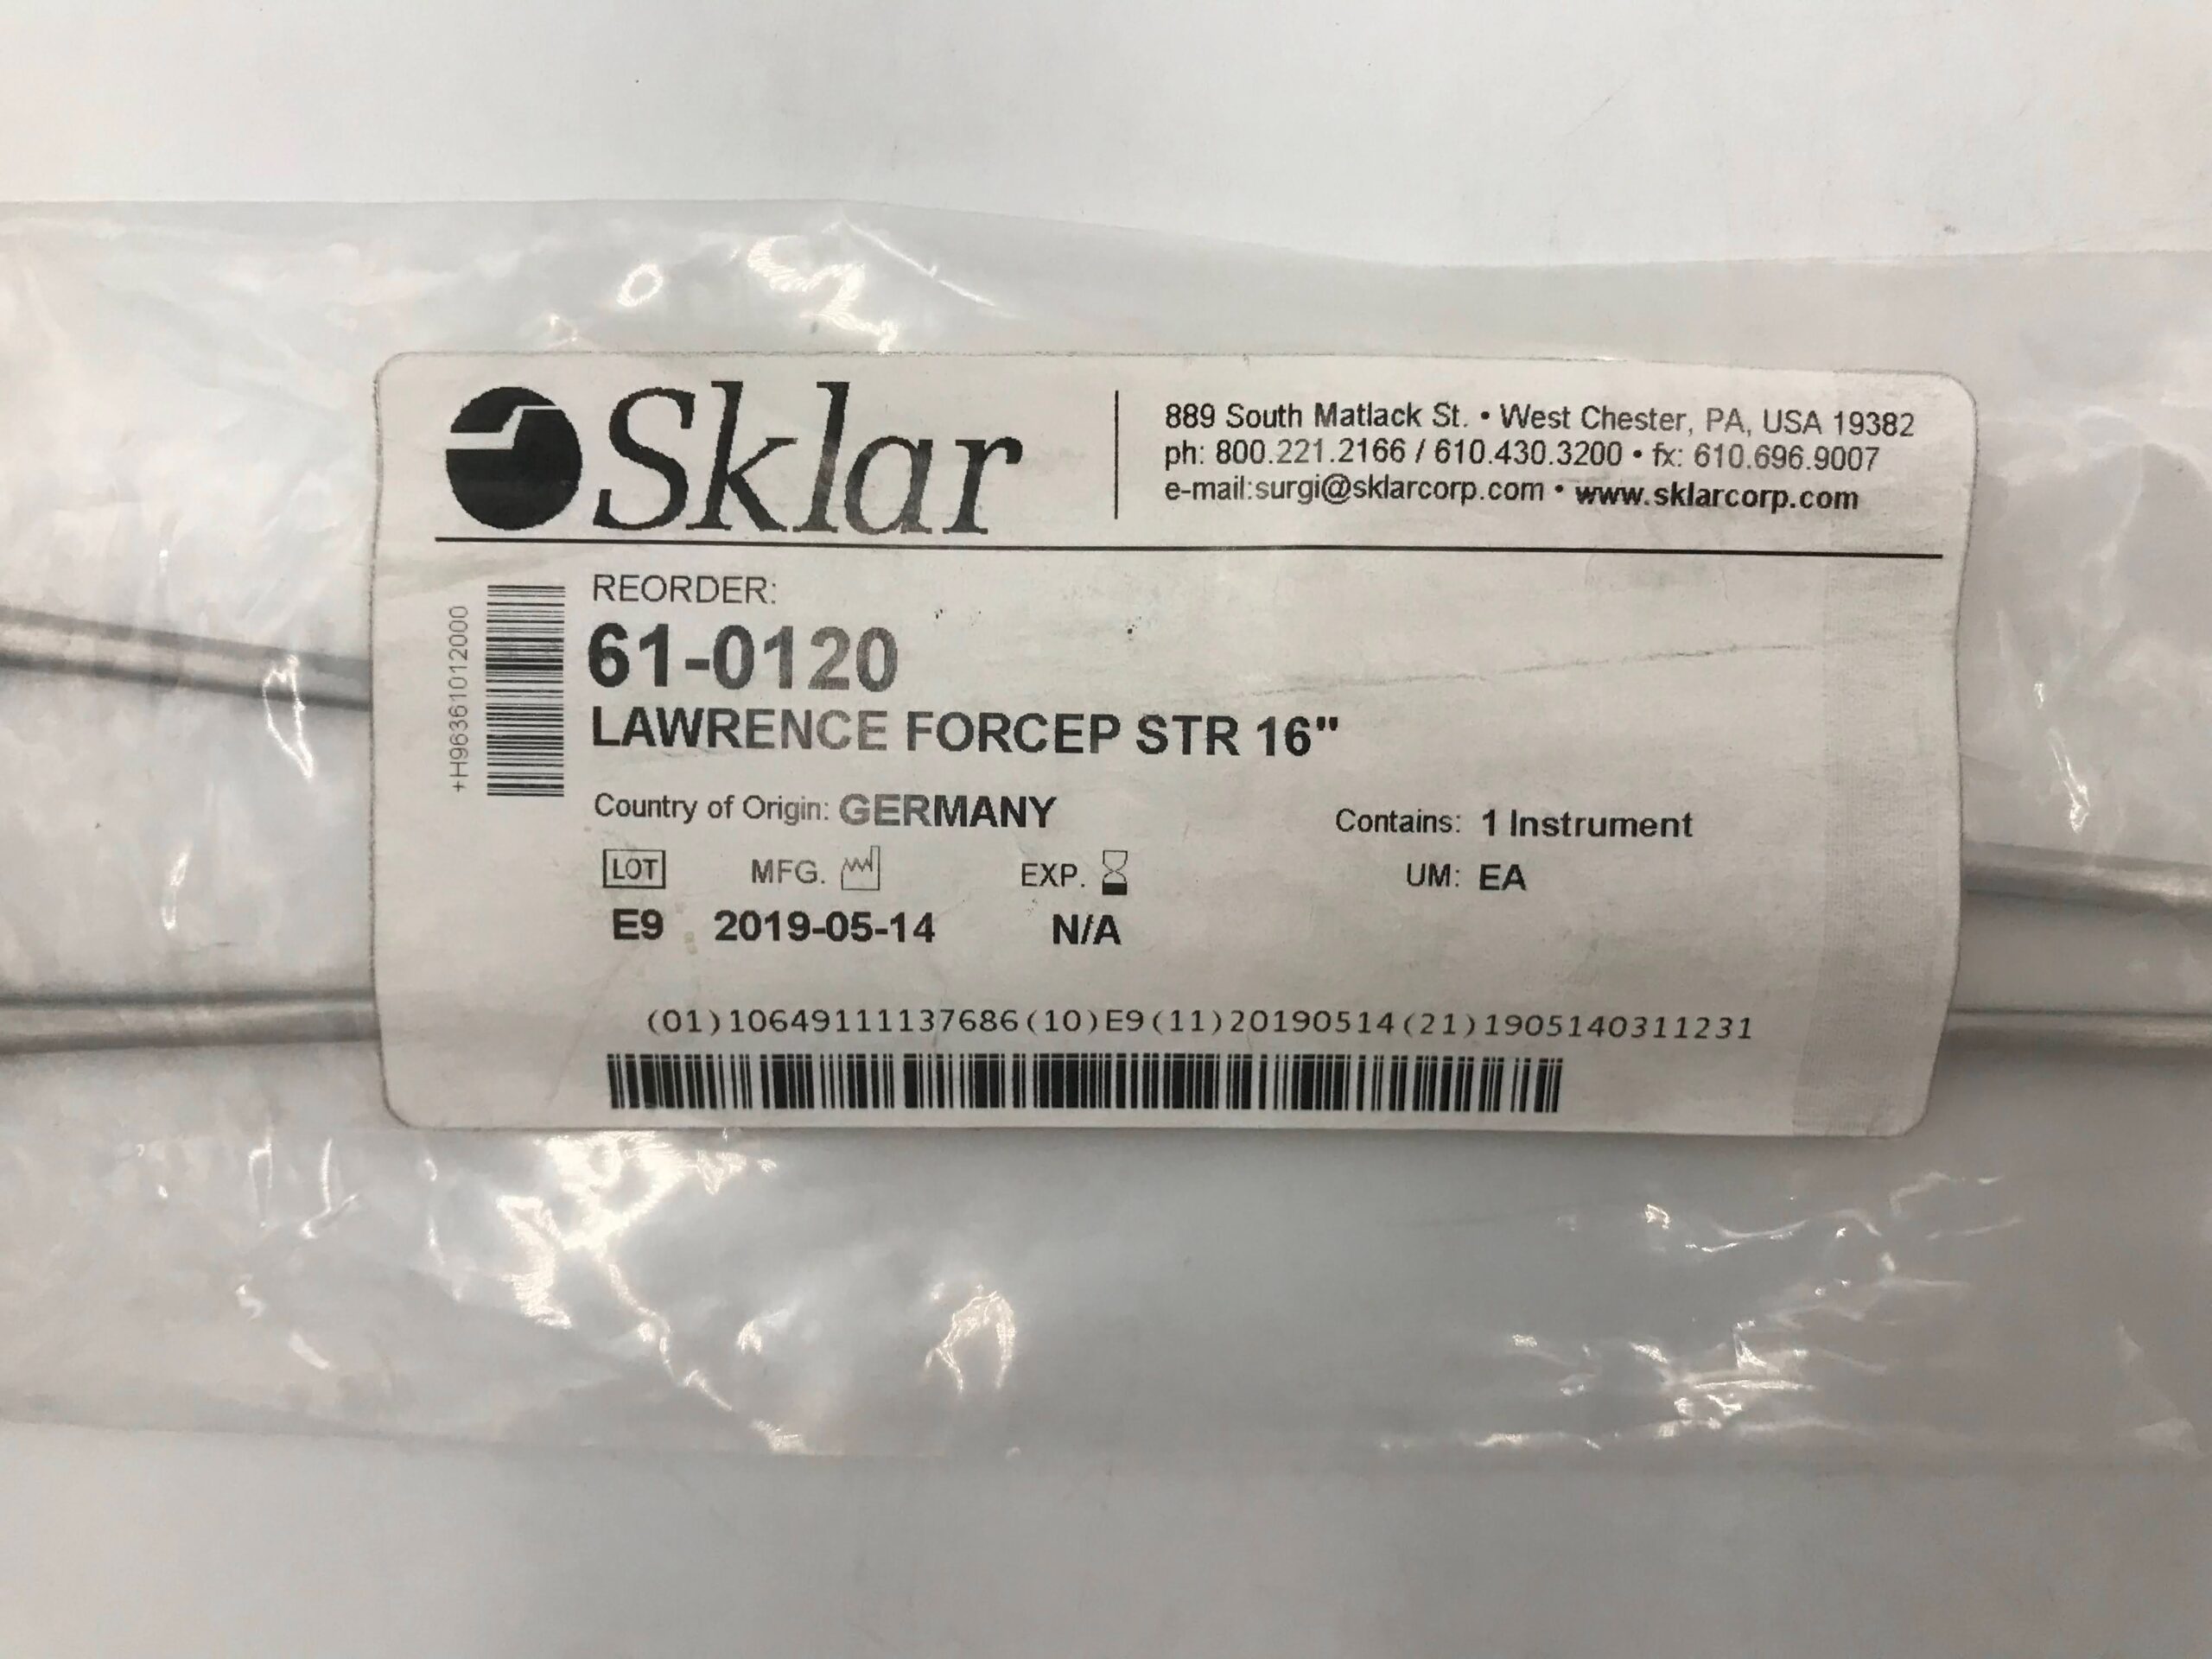 Sklar
889 South Matlack St. • West Chester, PA, USA 19382
ph: 800.221.2166 / 610.430.3200 • fx: 610.696.9007
e-mail:surgi@sklarcorp.com • www.sklarcorp.com
+H963610120000
REORDER:
61-0120
LAWRENCE FORCEP STR 16"
Country of Origin: GERMANY
Contains: 1 Instrument
LOT MFG. EXP. UM: EA
E9 2019-05-14 N/A
(01)10649111137686(10)E9(11)20190514(21)1905140311231